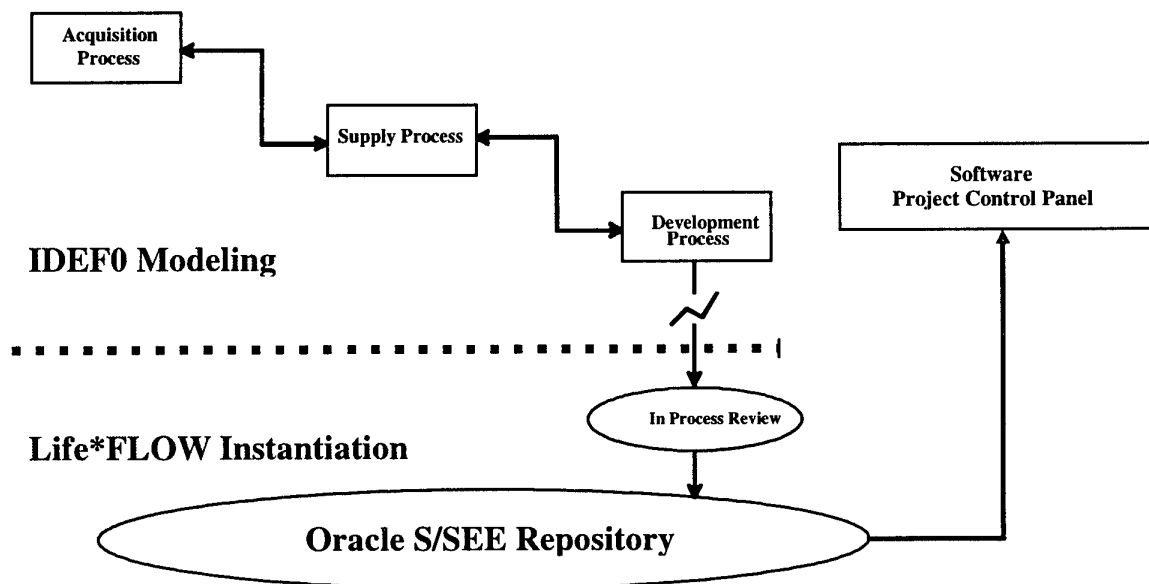 Acquisition
Process
Supply Process
Software
Project Control Panel
Development
Process
IDEF0 Modeling
In Process Review
Life*FLOW Instantiation
Oracle S/SEE Repository